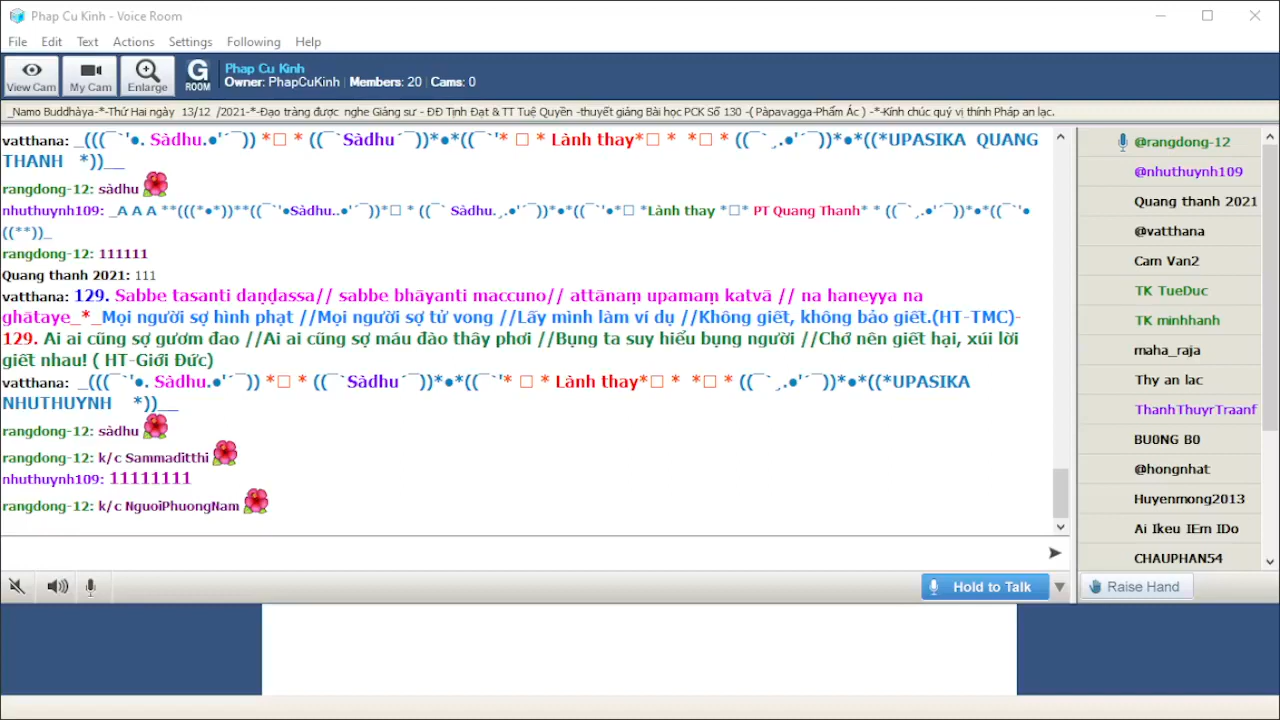 Phap Cu Kinh - Voice Room
File Edit Text Actions Settings Following Help
View Cam My Cam Enlarge G ROOM
Phap Cu Kinh
Owner: PhapCuKinh | Members: 20 | Cams: 0
_Namo Buddhàya-*-Thứ Hai ngày 13/12 /2021-*-Đạo tràng được nghe Giảng sư - ĐĐ Tịnh Đạt & TT Tuệ Quyền -thuyết giảng Bài học PCK Số 130 -( Pàpavagga-Phẩm Ác ) -*-Kính chúc quý vị thính Pháp an lạc.
vatthana: _(((¯`'•. Sàdhu.•'´¯)) *□ * ((¯`Sàdhu´¯))*•*((¯`'* □ * Lành thay*□ * *□ * ((¯`¸.•'´¯))*•*((*UPASIKA QUANG
THANH *))__
rangdong-12: sàdhu
nhuthuynh109: _A A A **(((*•*))**((¯`'•Sàdhu..•'´¯))*□ * ((¯` Sàdhu.¸.•'´¯))*•*((¯`'•*□ *Lành thay *□* PT Quang Thanh* * ((¯`¸.•'´¯))*•*((¯`'•
((**))_
rangdong-12: 111111
Quang thanh 2021: 111
vatthana: 129. Sabbe tasanti daṇḍassa// sabbe bhāyanti maccuno// attānaṃ upamaṃ katvā // na haneyya na
ghātaye_*_Mọi người sợ hình phạt //Mọi người sợ tử vong //Lấy mình làm ví dụ //Không giết, không bảo giết.(HT-TMC)-
129. Ai ai cũng sợ gươm đao //Ai ai cũng sợ máu đào thây phơi //Bụng ta suy hiểu bụng người //Chớ nên giết hại, xúi lời
giết nhau! ( HT-Giới Đức)
vatthana: _(((¯`'•. Sàdhu.•'´¯)) *□ * ((¯`Sàdhu´¯))*•*((¯`'* □ * Lành thay*□ * *□ * ((¯`¸.•'´¯))*•*((*UPASIKA
NHUTHUYNH *))__
rangdong-12: sàdhu
rangdong-12: k/c Sammaditthi
nhuthuynh109: 11111111
rangdong-12: k/c NguoiPhuongNam
@rangdong-12
@nhuthuynh109
Quang thanh 2021
@vatthana
Cam Van2
TK TueDuc
TK minhhanh
maha_raja
Thy an lac
ThanhThuyrTraanf
BU0NG B0
@hongnhat
Huyenmong2013
Ai Ikeu IEm IDo
CHAUPHAN54
Hold to Talk
Raise Hand